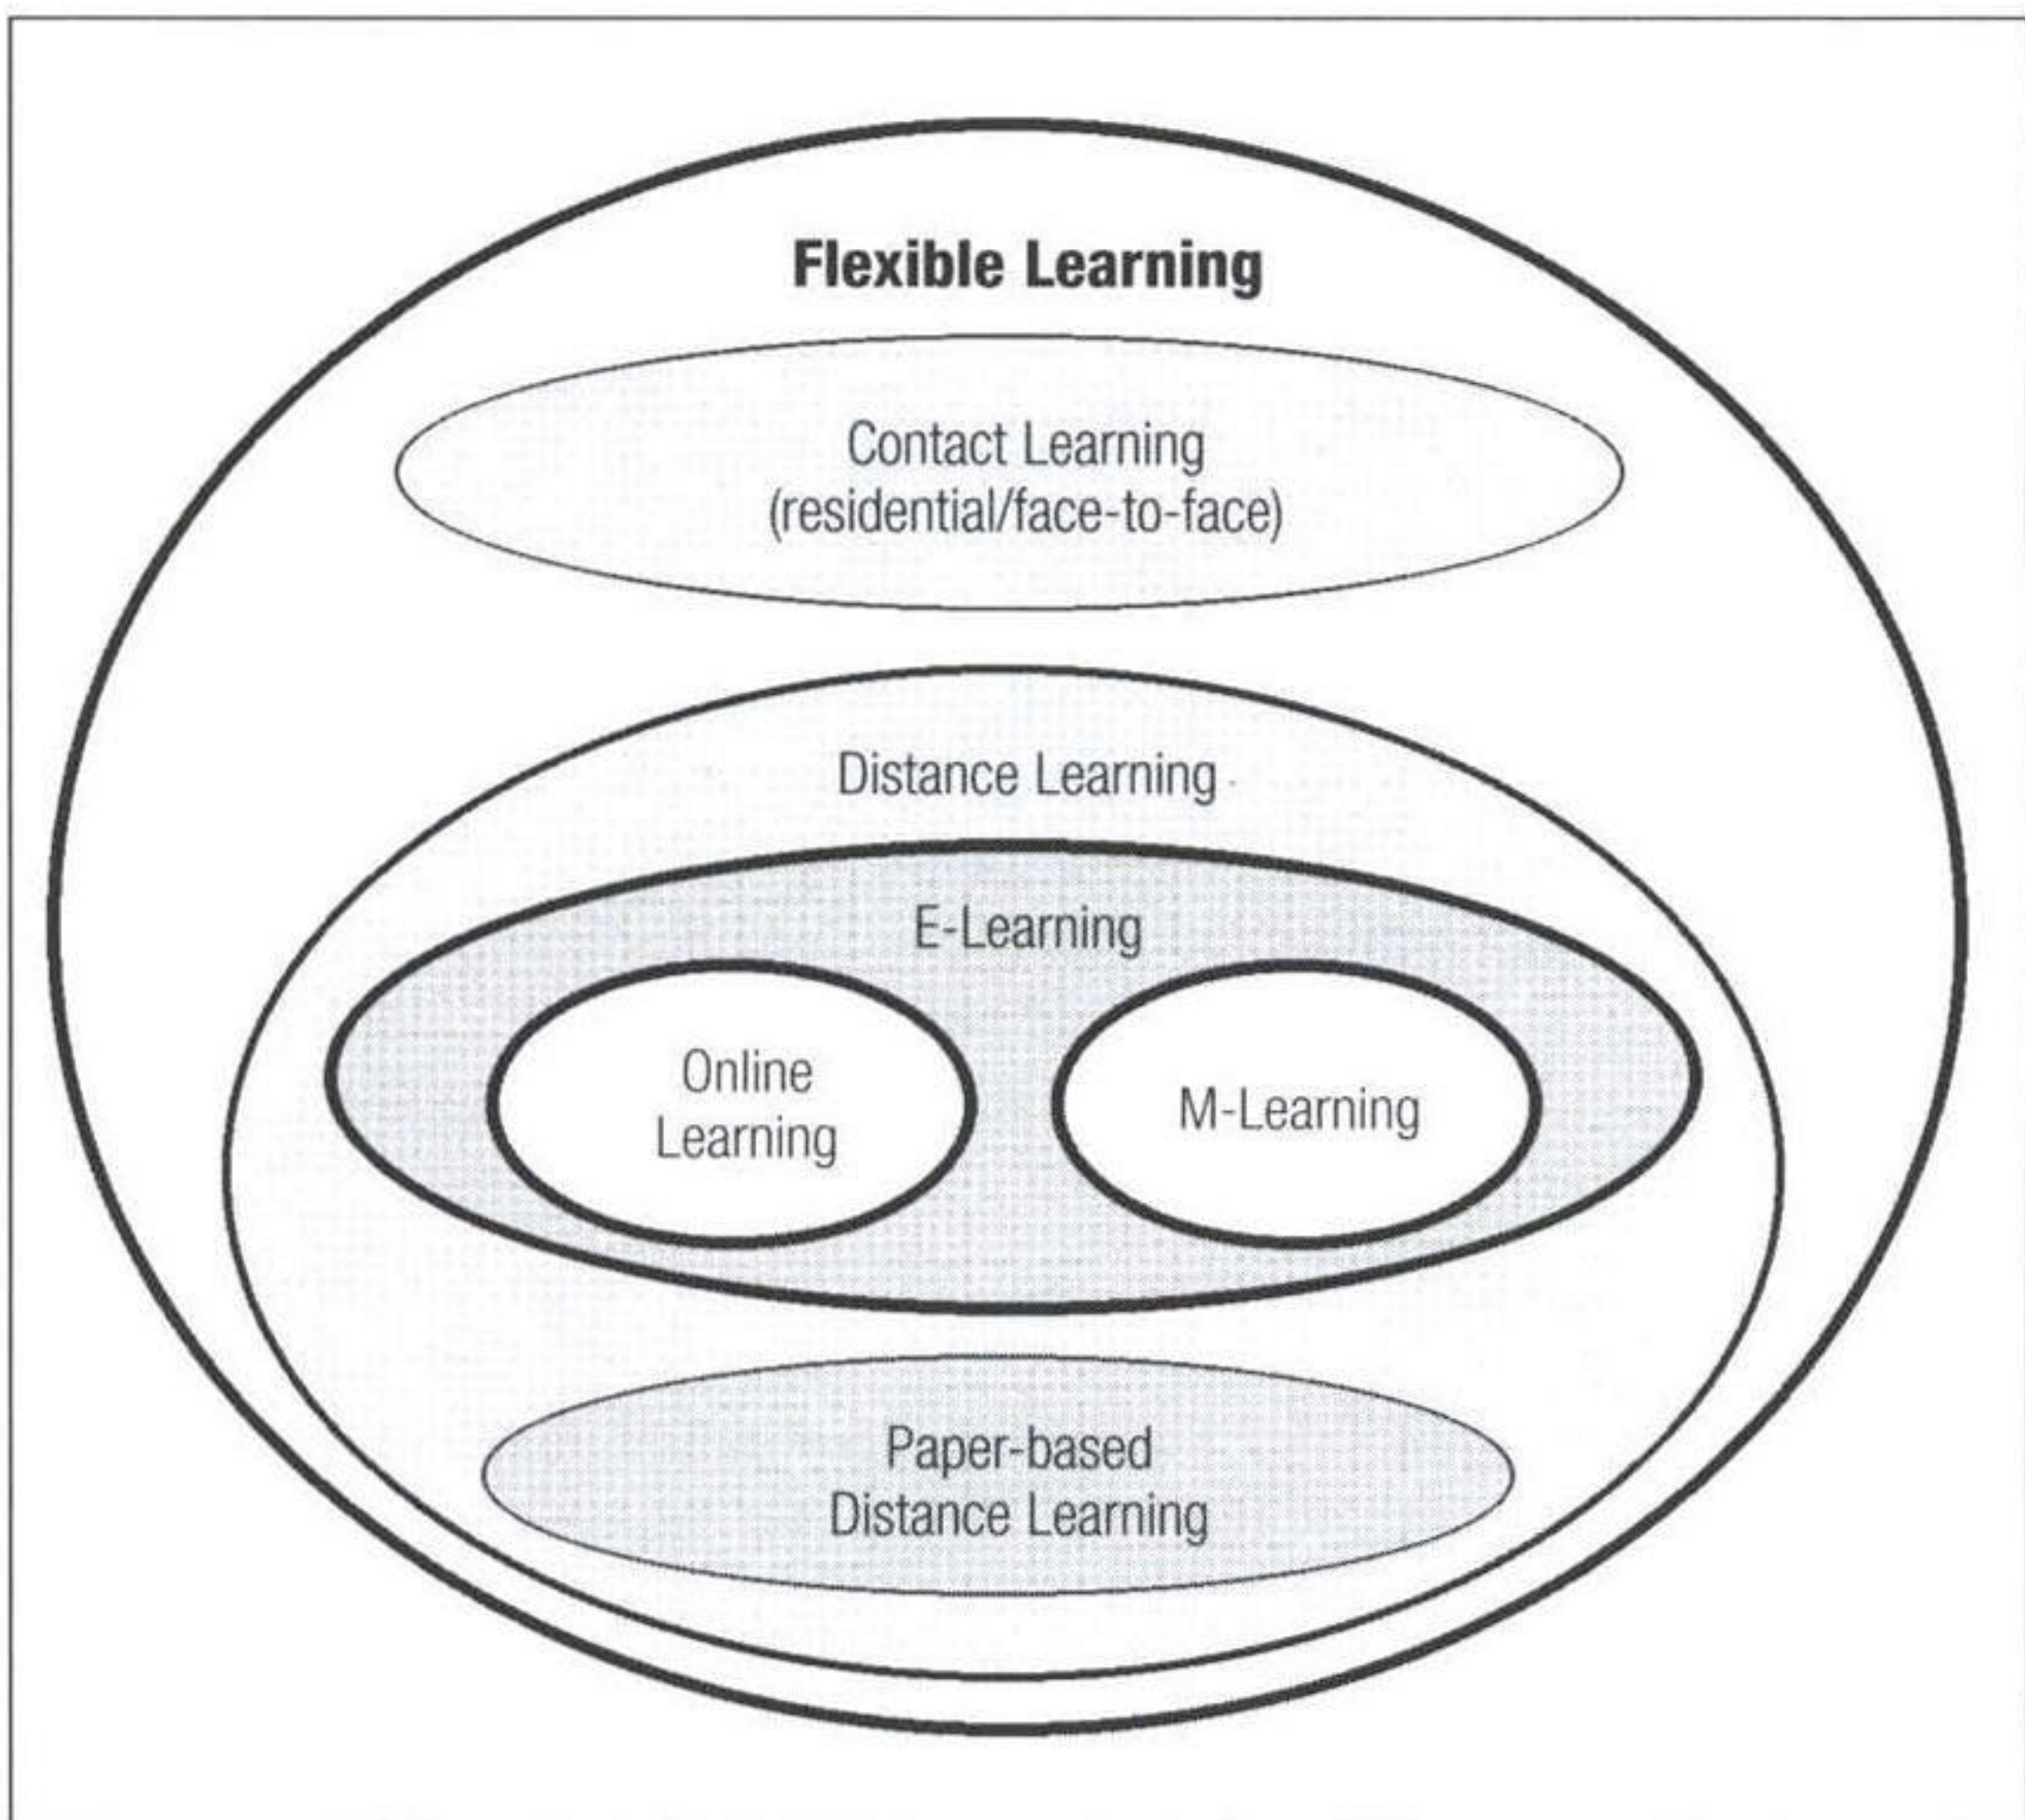 Flexible Learning
Contact Learning
(residential/face-to-face)
Distance Learning
E-Learning
Online
Learning
M-Learning
Paper-based
Distance Learning